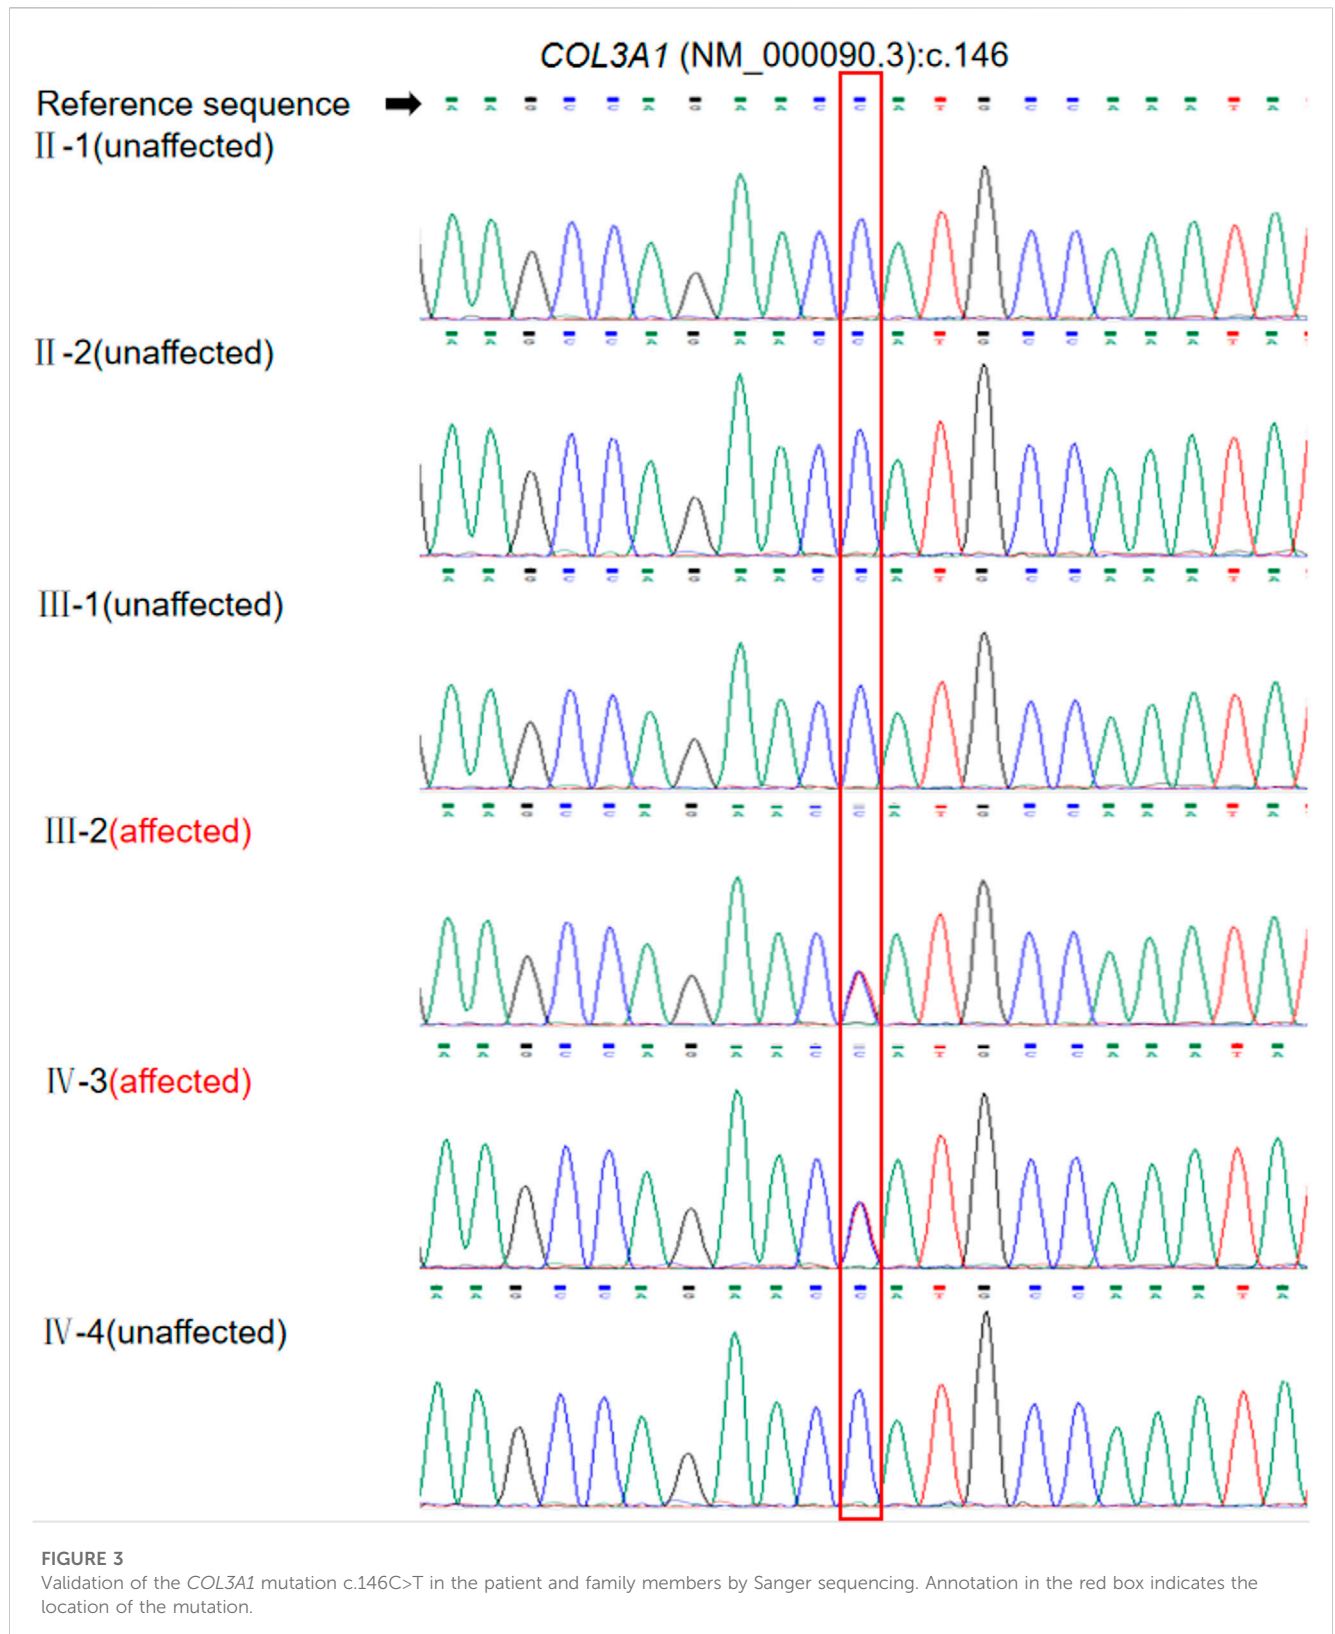 COL3A1 (NM_000090.3):c.146
Reference sequence
A A G C C A G A A C C A T G C C A A A T A
Ⅱ-1(unaffected)
A A G C C A G A A C C A T G C C A A A T A
Ⅱ-2(unaffected)
A A G C C A G A A C C A T G C C A A A T A
Ⅲ-1(unaffected)
A A G C C A G A A C C A T G C C A A A T A
Ⅲ-2(affected)
A A G C C A G A A C C A T G C C A A A T A
Ⅳ-3(affected)
A A G C C A G A A C C A T G C C A A A T A
Ⅳ-4(unaffected)
FIGURE 3
Validation of the COL3A1 mutation c.146C>T in the patient and family members by Sanger sequencing. Annotation in the red box indicates the
location of the mutation.